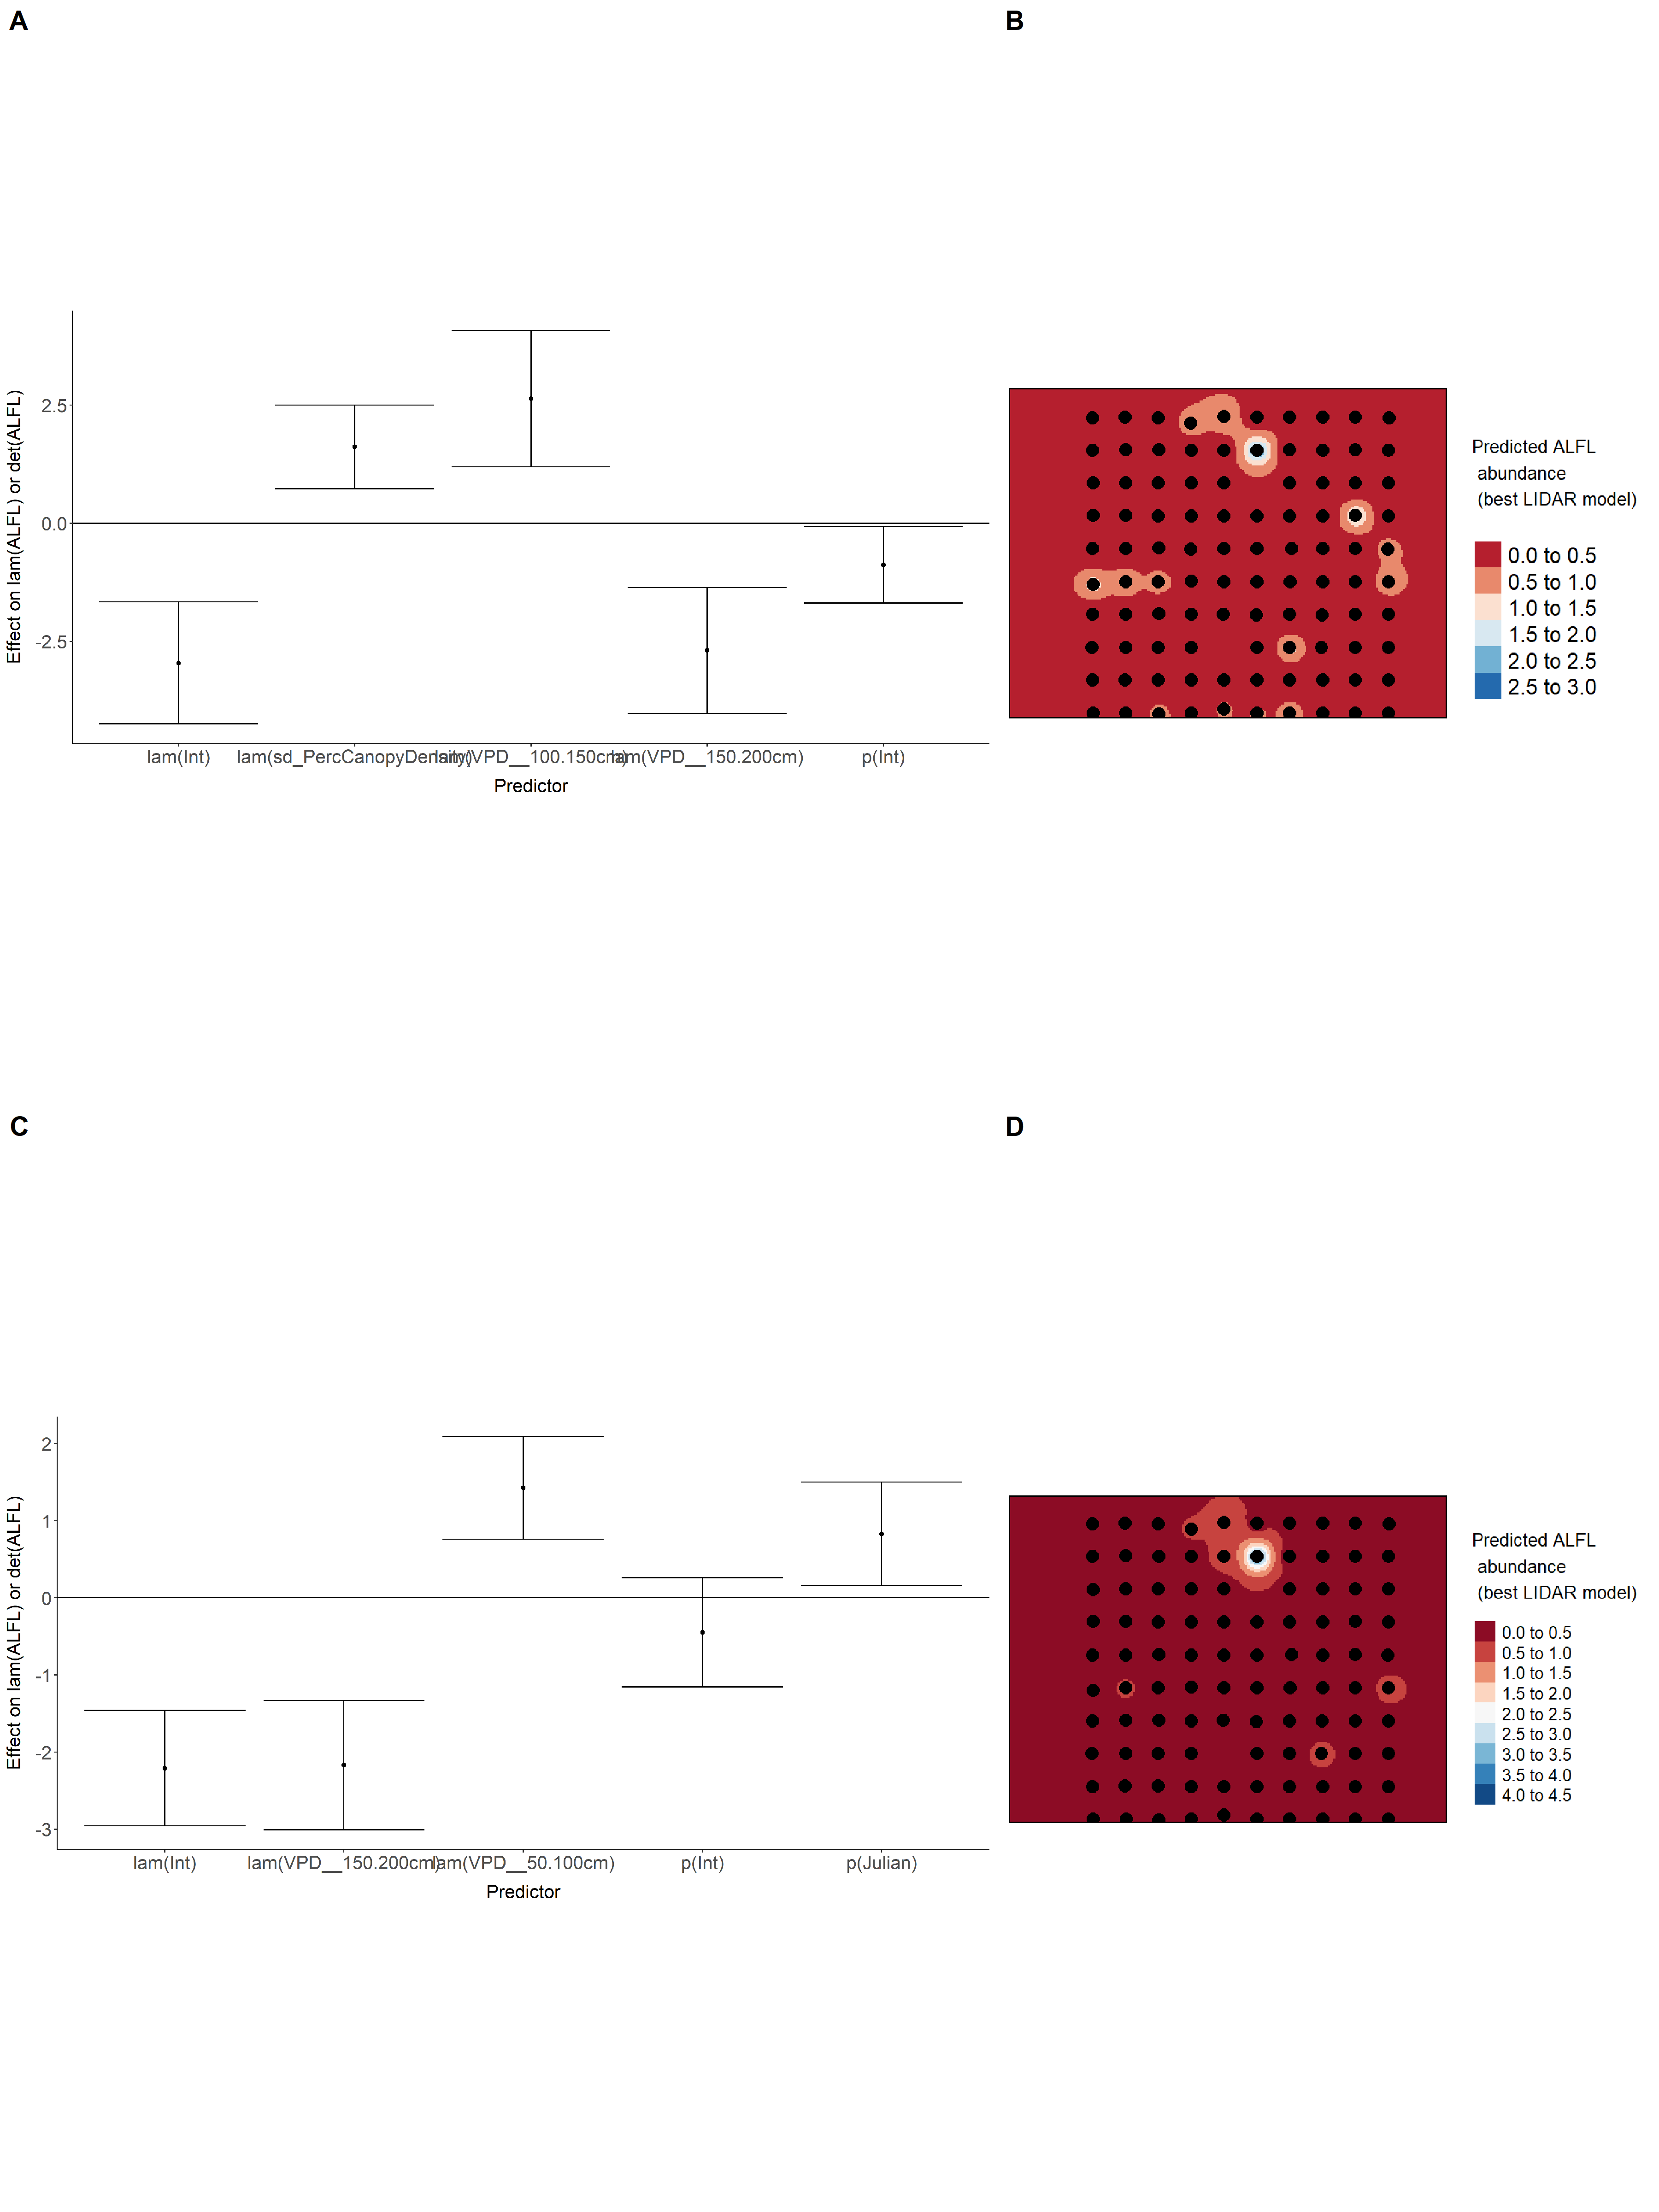 A
B
Effect on lam(ALFL) or det(ALFL)
2.5
0.0
-2.5
lam(Int)
lam(sd_PercCanopyDensity)
lam(VPD__100.150cm)
lam(VPD__150.200cm)
p(Int)
Predictor
Predicted ALFL
abundance
(best LIDAR model)
0.0 to 0.5
0.5 to 1.0
1.0 to 1.5
1.5 to 2.0
2.0 to 2.5
2.5 to 3.0
C
D
Effect on lam(ALFL) or det(ALFL)
2
1
0
-1
-2
-3
lam(Int)
lam(VPD__150.200cm)
lam(VPD__50.100cm)
p(Int)
p(Julian)
Predictor
Predicted ALFL
abundance
(best LIDAR model)
0.0 to 0.5
0.5 to 1.0
1.0 to 1.5
1.5 to 2.0
2.0 to 2.5
2.5 to 3.0
3.0 to 3.5
3.5 to 4.0
4.0 to 4.5